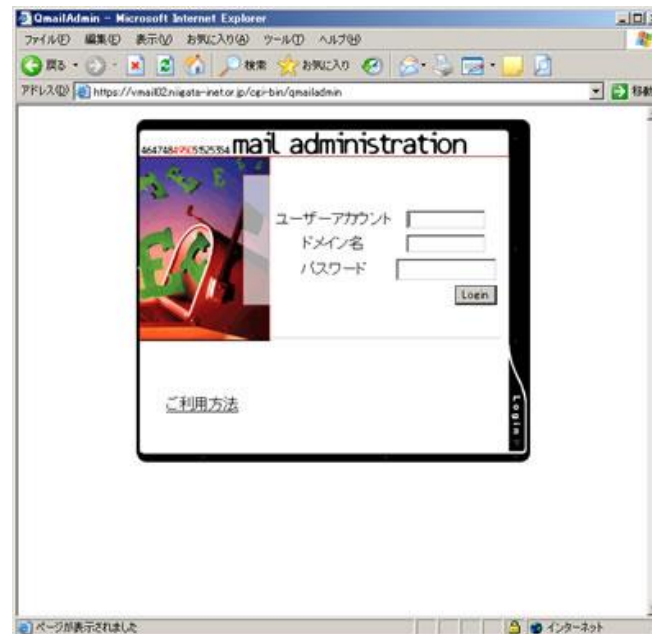 QmailAdmin - Microsoft Internet Explorer
ファイル(F) 編集(E) 表示(V) お気に入り(A) ツール(T) ヘルプ(H)
戻る 検索 お気に入り
アドレス(D) https://vmail02.niigata-inet.or.jp/cgi-bin/qmailadmin 移動
mail administration
ユーザーアカウント
ドメイン名
パスワード
Login
ご利用方法
Login
ページが表示されました インターネット